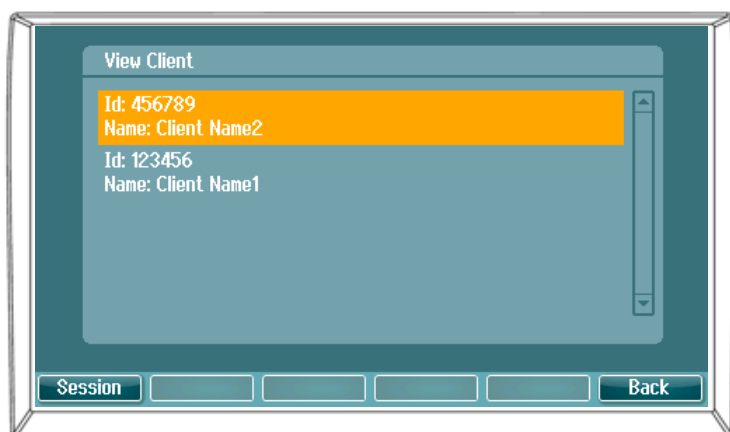 View Client
Id: 456789
Name: Client Name2
Id: 123456
Name: Client Name1
Session
Back